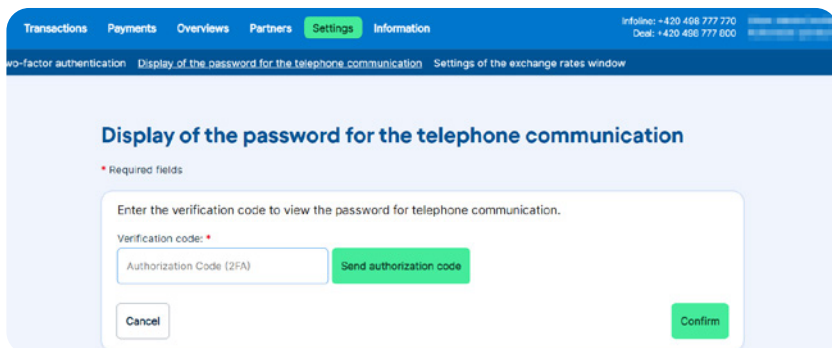 Transactions Payments Overviews Partners Settings Information
Infoline: +420 498 777 770
Deal: +420 498 777 800
wo-factor authentication Display of the password for the telephone communication Settings of the exchange rates window
Display of the password for the telephone communication
* Required fields
Enter the verification code to view the password for telephone communication.
Verification code: *
Authorization Code (2FA) Send authorization code
Cancel Confirm